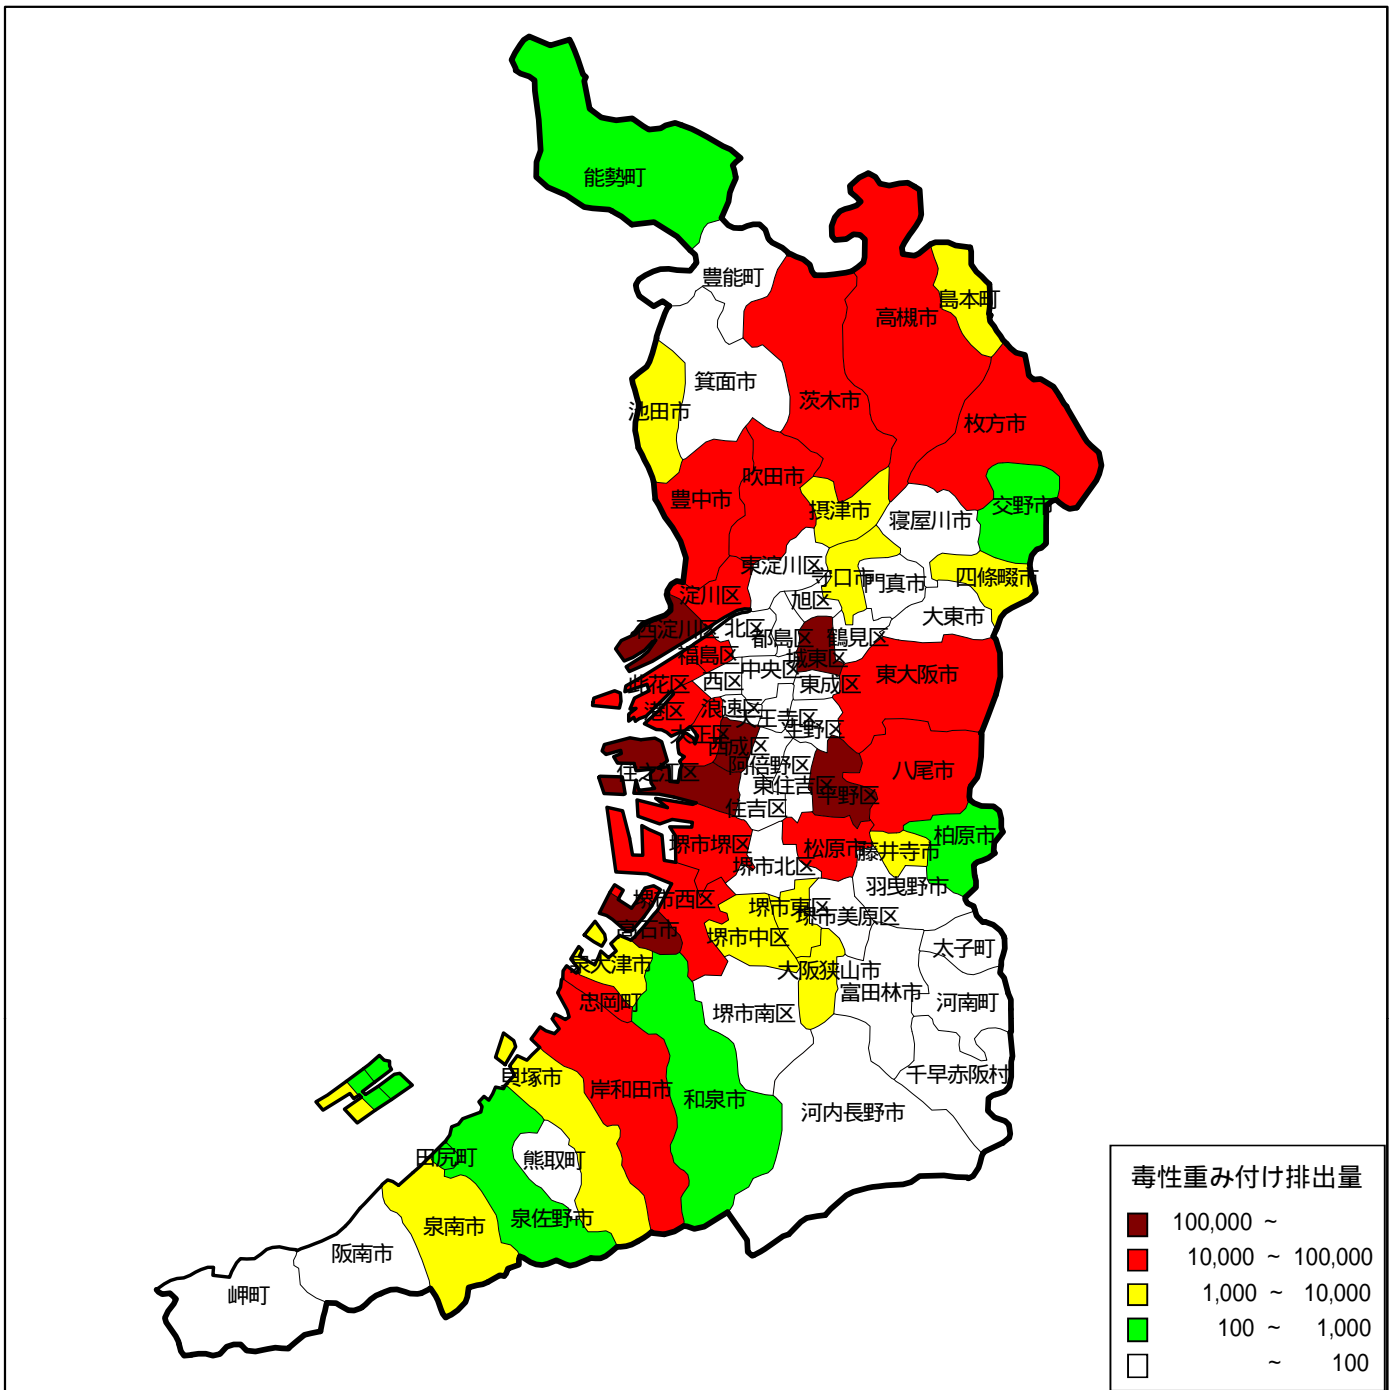 能勢町
豊能町
島本町
高槻市
箕面市
茨木市
池田市
枚方市
吹田市
豊中市
摂津市
交野市
寝屋川市
東淀川区
守口市
門真市
四條畷市
淀川区
旭区
大東市
西淀川区
北区
都島区
鶴見区
福島区
城東区
中央区
東大阪市
此花区
西区
東成区
港区
浪速区
天王寺区
生野区
大正区
西成区
阿倍野区
住之江区
八尾市
東住吉区
平野区
住吉区
柏原市
堺市堺区
松原市
藤井寺市
堺市北区
羽曳野市
堺市西区
堺市東区
堺市美原区
高石市
堺市中区
太子町
泉大津市
大阪狭山市
富田林市
忠岡町
河南町
堺市南区
千早赤阪村
貝塚市
岸和田市
和泉市
河内長野市
田尻町
熊取町
泉佐野市
泉南市
阪南市
岬町
毒性重み付け排出量
100,000 ~
10,000 ~ 100,000
1,000 ~ 10,000
100 ~ 1,000
~ 100